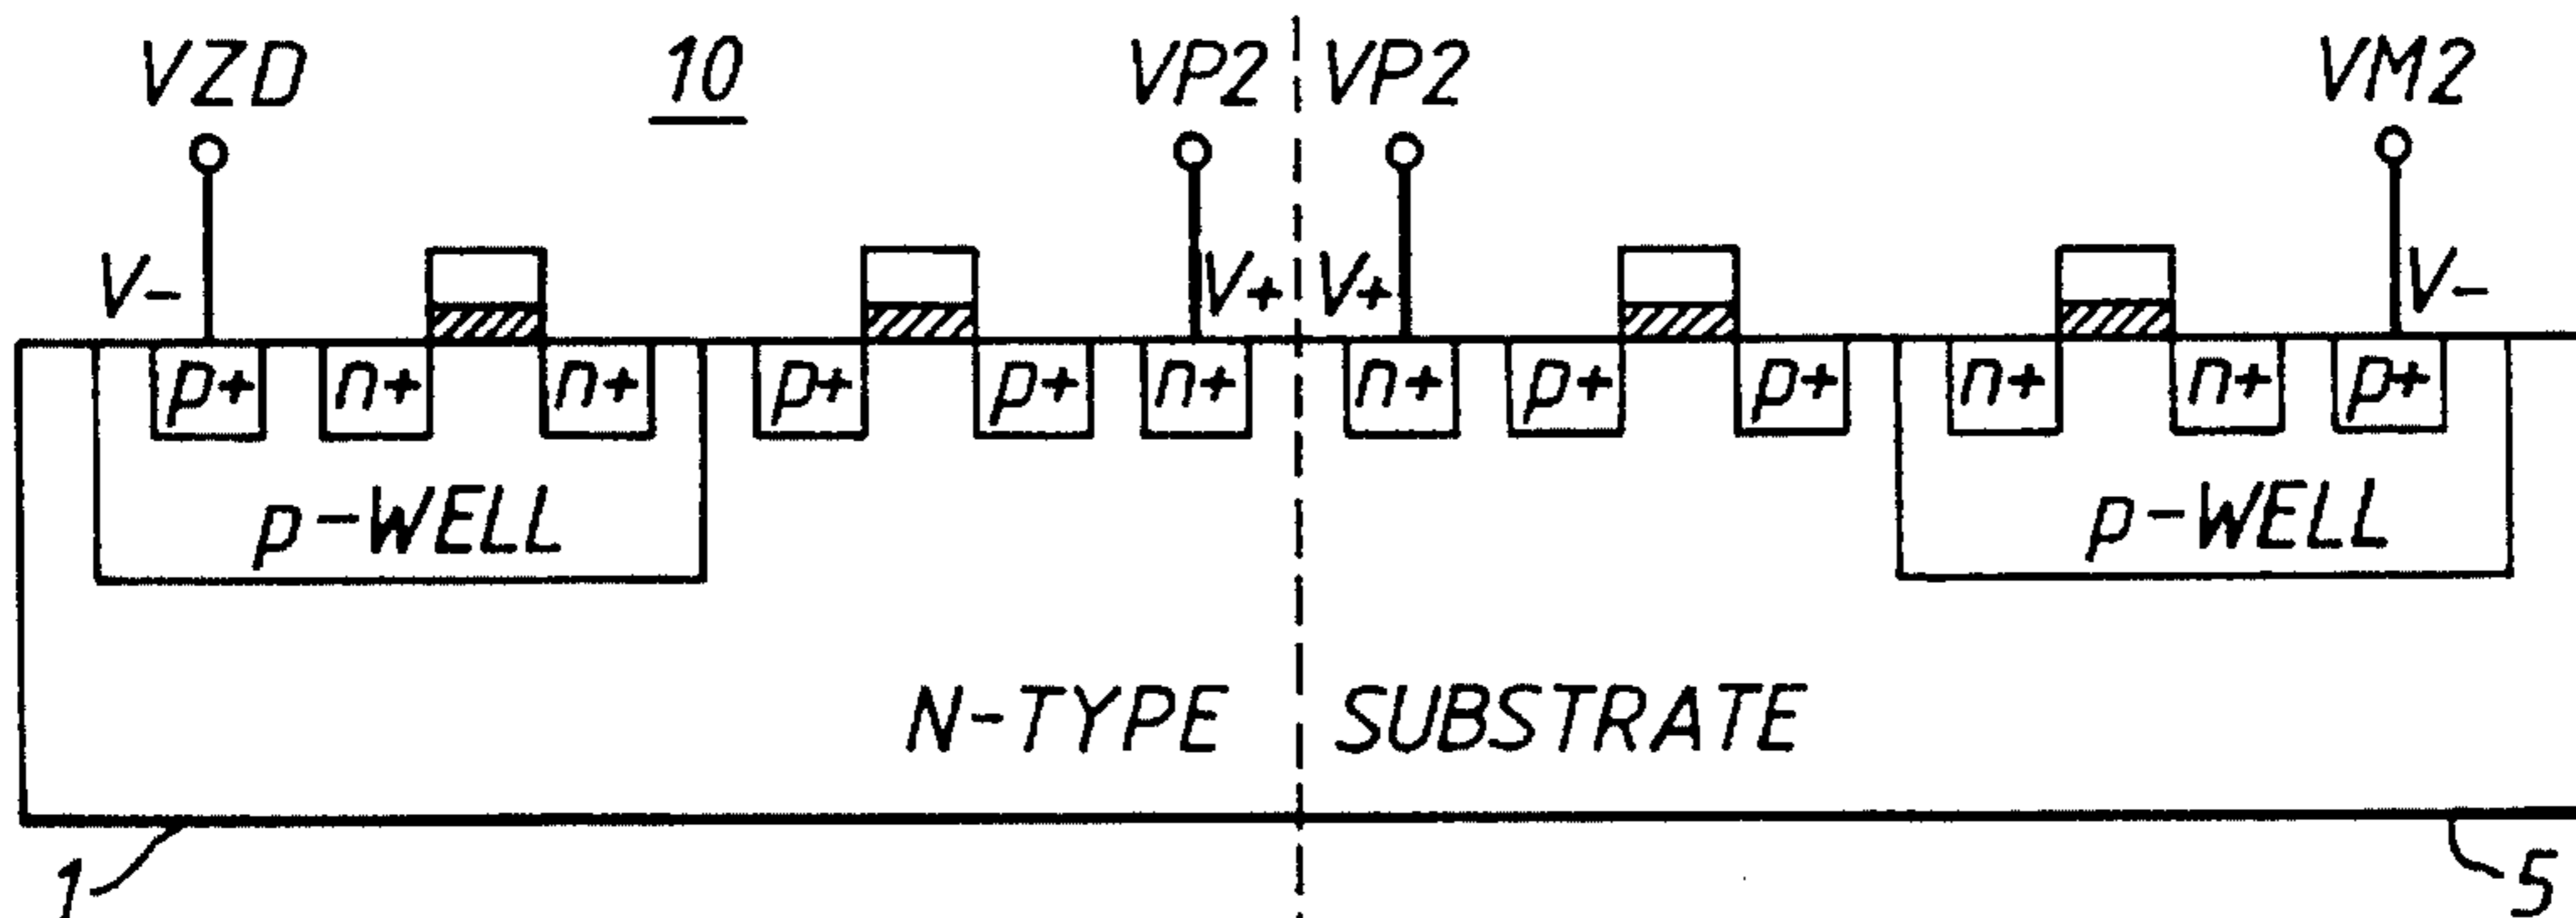 VZD 10 VP2 VP2 VM2
V- V+ V+ V-
p+ n+ n+ p+ p+ n+ n+ p+ p+ n+ n+ p+
p-WELL p-WELL
N-TYPE SUBSTRATE
1 5